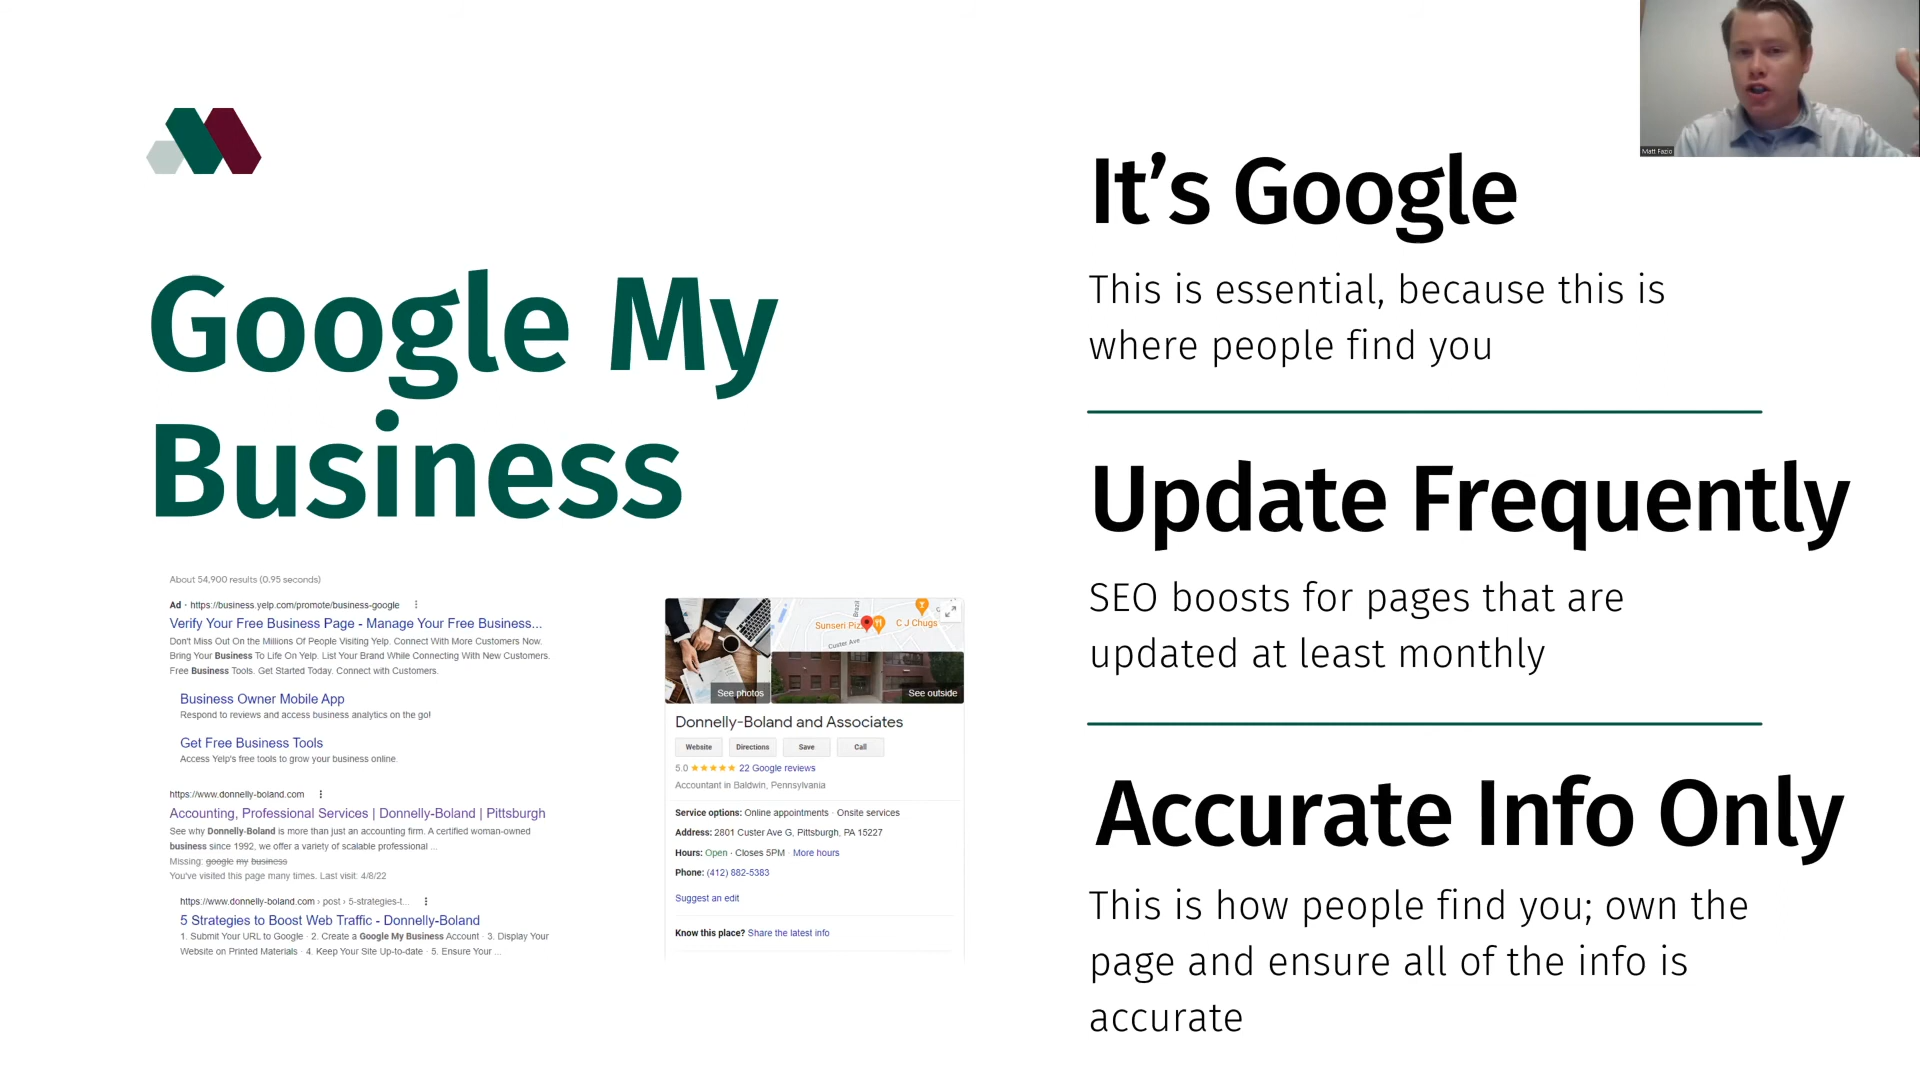 Google My
Business
About 54,900 results (0.95 seconds)
Ad · https://business.yelp.com/promote/business-google
Verify Your Free Business Page - Manage Your Free Business...
Don't Miss Out On the Millions Of People Visiting Yelp. Connect With More Customers Now.
Bring Your Business To Life On Yelp. List Your Brand While Connecting With New Customers.
Free Business Tools. Get Started Today. Connect with Customers.
Business Owner Mobile App
Respond to reviews and access business analytics on the go!
Get Free Business Tools
Access Yelp's free tools to grow your business online.
https://www.donnelly-boland.com
Accounting, Professional Services | Donnelly-Boland | Pittsburgh
See why Donnelly-Boland is more than just an accounting firm. A certified woman-owned
business since 1992, we offer a variety of scalable professional ...
Missing: google my business
You've visited this page many times. Last visit: 4/8/22
https://www.donnelly-boland.com › post › 5-strategies-t...
5 Strategies to Boost Web Traffic - Donnelly-Boland
1. Submit Your URL to Google · 2. Create a Google My Business Account · 3. Display Your
Website on Printed Materials · 4. Keep Your Site Up-to-date · 5. Ensure Your ...
Brazil
Sunseri Piz
C J Chugs
Custer Ave
See photos
See outside
Donnelly-Boland and Associates
Website Directions Save Call
5.0 ★★★★★ 22 Google reviews
Accountant in Baldwin, Pennsylvania
Service options: Online appointments · Onsite services
Address: 2801 Custer Ave G, Pittsburgh, PA 15227
Hours: Open · Closes 5PM · More hours
Phone: (412) 882-5383
Suggest an edit
Know this place? Share the latest info
Matt Fazio
It's Google
This is essential, because this is
where people find you
Update Frequently
SEO boosts for pages that are
updated at least monthly
Accurate Info Only
This is how people find you; own the
page and ensure all of the info is
accurate